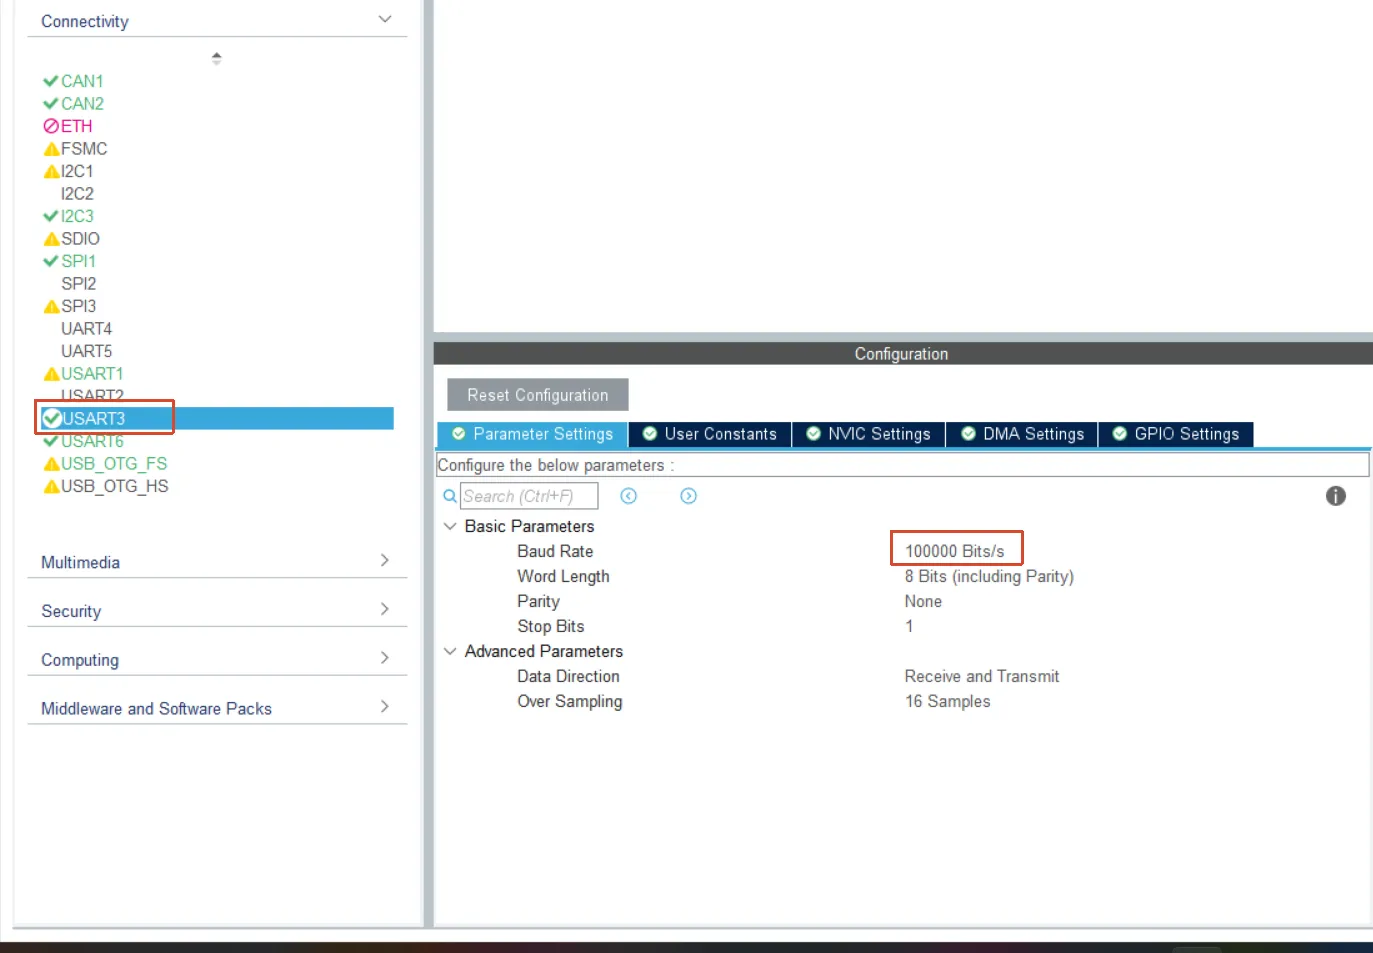 Connectivity
CAN1
CAN2
ETH
FSMC
I2C1
I2C2
I2C3
SDIO
SPI1
SPI2
SPI3
UART4
UART5
USART1
USART2
USART3
USART6
USB_OTG_FS
USB_OTG_HS
Multimedia
Security
Computing
Middleware and Software Packs
Configuration
Reset Configuration
Parameter Settings User Constants NVIC Settings DMA Settings GPIO Settings
Configure the below parameters :
Search (Ctrl+F)
Basic Parameters
Baud Rate 100000 Bits/s
Word Length 8 Bits (including Parity)
Parity None
Stop Bits 1
Advanced Parameters
Data Direction Receive and Transmit
Over Sampling 16 Samples